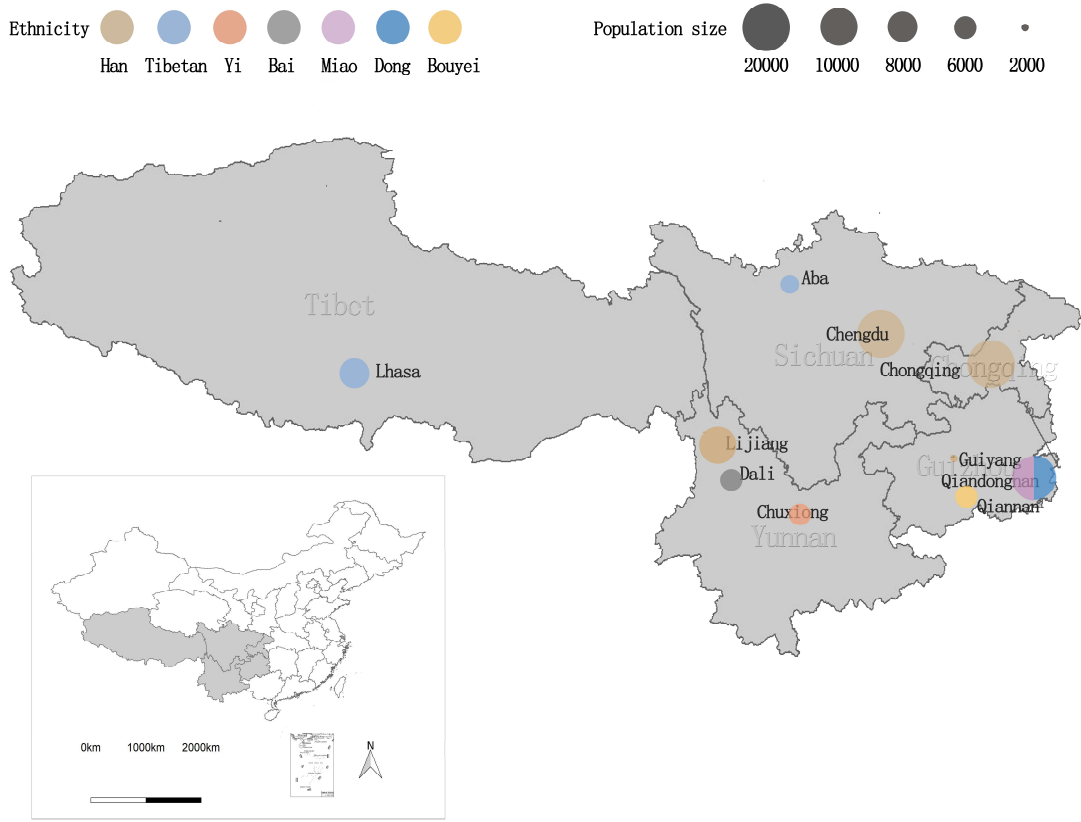 Ethnicity
Han Tibetan Yi Bai Miao Dong Bouyei
Population size
20000 10000 8000 6000 2000
Tibet
Lhasa
Aba
Chengdu
Sichuan
Chongqing
Chongqing
Lijiang
Dali
Chuxiong
Yunnan
Guiyang
Guizhou
Qiandongnan
Qiannan
0km 1000km 2000km
N